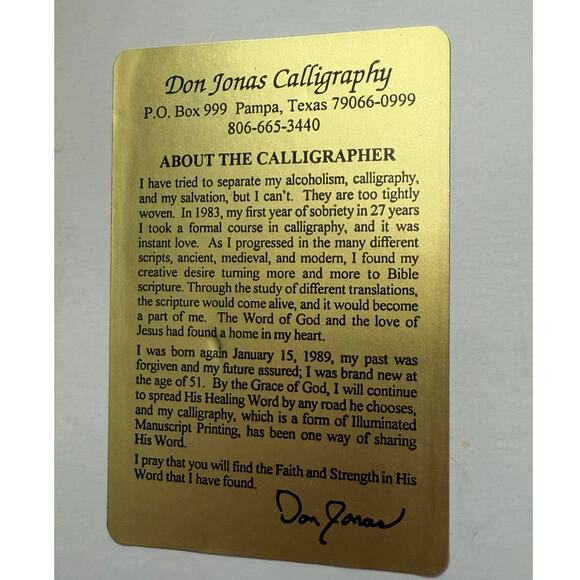 Don Jonas Calligraphy
P.O. Box 999 Pampa, Texas 79066-0999
806-665-3440
ABOUT THE CALLIGRAPHER
I have tried to separate my alcoholism, calligraphy,
and my salvation, but I can't. They are too tightly
woven. In 1983, my first year of sobriety in 27 years
I took a formal course in calligraphy, and it was
instant love. As I progressed in the many different
scripts, ancient, medieval, and modern, I found my
creative desire turning more and more to Bible
scripture. Through the study of different translations,
the scripture would come alive, and it would become
a part of me. The Word of God and the love of
Jesus had found a home in my heart.
I was born again January 15, 1989, my past was
forgiven and my future assured; I was brand new at
the age of 51. By the Grace of God, I will continue
to spread His Healing Word by any road he chooses,
and my calligraphy, which is a form of Illuminated
Manuscript Printing, has been one way of sharing
His Word.
I pray that you will find the Faith and Strength in His
Word that I have found.
Don Jonas